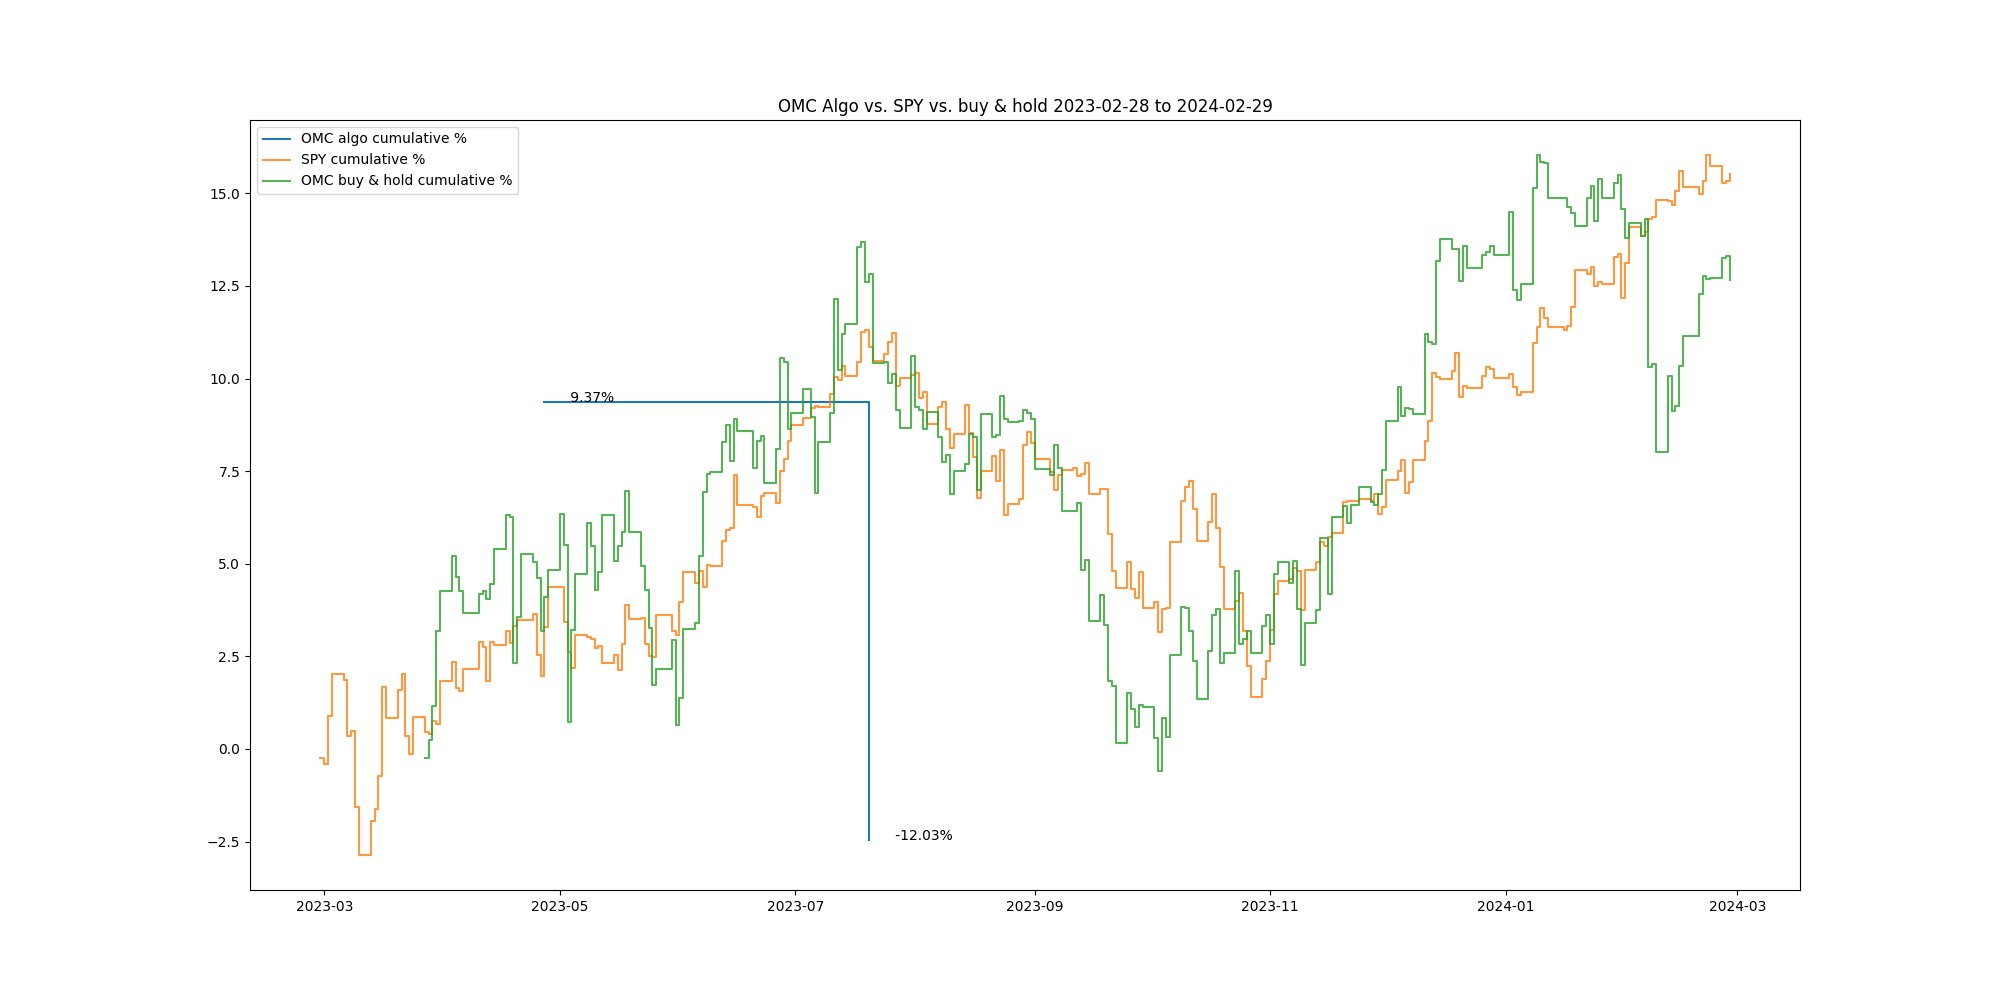 OMC Algo vs. SPY vs. buy & hold 2023-02-28 to 2024-02-29
OMC algo cumulative %
SPY cumulative %
OMC buy & hold cumulative %
15.0
12.5
10.0
7.5
5.0
2.5
0.0
−2.5
9.37%
-12.03%
2023-03 2023-05 2023-07 2023-09 2023-11 2024-01 2024-03